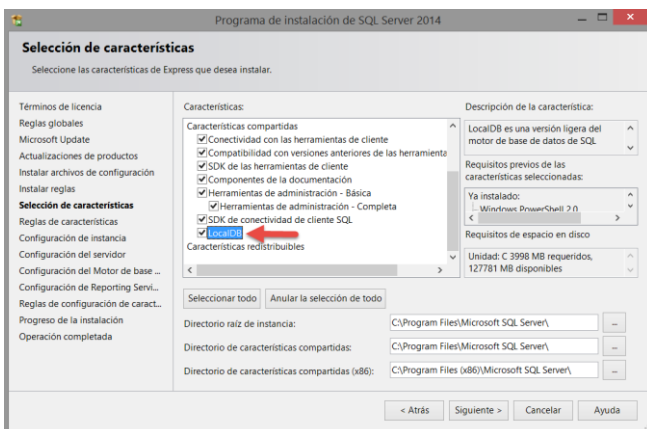 Programa de instalación de SQL Server 2014
Selección de características
Seleccione las características de Express que desea instalar.
Términos de licencia
Reglas globales
Microsoft Update
Actualizaciones de productos
Instalar archivos de configuración
Instalar reglas
Selección de características
Reglas de características
Configuración de instancia
Configuración del servidor
Configuración del Motor de base ...
Configuración de Reporting Servi...
Reglas de configuración de caract...
Progreso de la instalación
Operación completada
Características:
Características compartidas
Conectividad con las herramientas de cliente
Compatibilidad con versiones anteriores de las herramienta
SDK de las herramientas de cliente
Componentes de la documentación
Herramientas de administración - Básica
Herramientas de administración - Completa
SDK de conectividad de cliente SQL
LocalDB
Características redistribuibles
Descripción de la característica:
LocalDB es una versión ligera del
motor de base de datos de SQL
Requisitos previos de las
características seleccionadas:
Ya instalado:
Windows PowerShell 2.0
Requisitos de espacio en disco
Unidad: C 3998 MB requeridos,
127781 MB disponibles
Seleccionar todo Anular la selección de todo
Directorio raíz de instancia: C:\Program Files\Microsoft SQL Server\ ...
Directorio de características compartidas: C:\Program Files\Microsoft SQL Server\ ...
Directorio de características compartidas (x86): C:\Program Files (x86)\Microsoft SQL Server\ ...
< Atrás Siguiente > Cancelar Ayuda